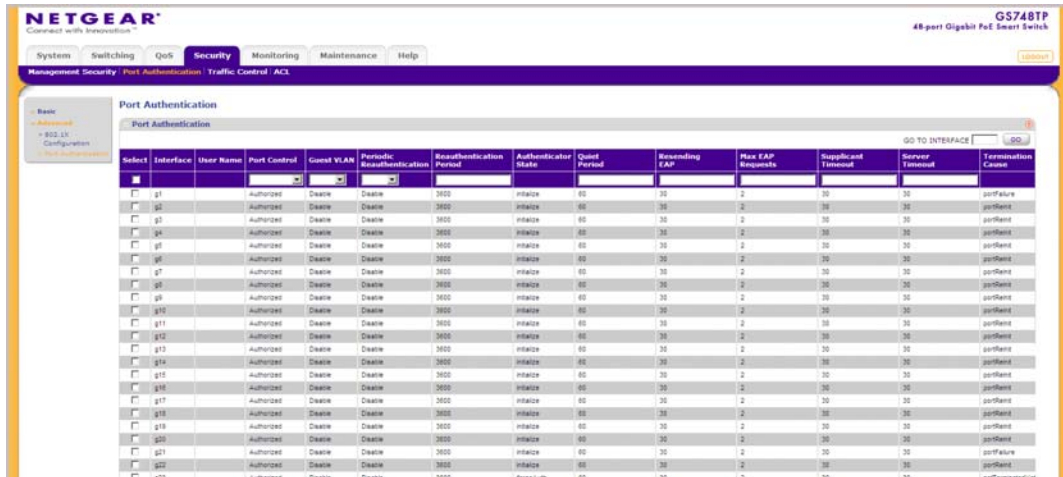 NETGEAR
Connect with Innovation™
GS748TP
48-port Gigabit PoE Smart Switch
System Switching QoS Security Monitoring Maintenance Help
LOGOUT
Management Security Port Authentication Traffic Control ACL
Basic
Advanced
802.1X
Configuration
Port Authentication
Port Authentication
Port Authentication
GO TO INTERFACE GO
Select Interface User Name Port Control Guest VLAN Periodic Reauthentication Reauthentication Period Authenticator State Quiet Period Resending EAP Max EAP Requests Supplicant Timeout Server Timeout Termination Cause
g1 Authorized Disable Disable 3600 initialize 60 30 2 30 30 portFailure
g2 Authorized Disable Disable 3600 initialize 60 30 2 30 30 portReinit
g3 Authorized Disable Disable 3600 initialize 60 30 2 30 30 portReinit
g4 Authorized Disable Disable 3600 initialize 60 30 2 30 30 portReinit
g5 Authorized Disable Disable 3600 initialize 60 30 2 30 30 portReinit
g6 Authorized Disable Disable 3600 initialize 60 30 2 30 30 portReinit
g7 Authorized Disable Disable 3600 initialize 60 30 2 30 30 portReinit
g8 Authorized Disable Disable 3600 initialize 60 30 2 30 30 portReinit
g9 Authorized Disable Disable 3600 initialize 60 30 2 30 30 portReinit
g10 Authorized Disable Disable 3600 initialize 60 30 2 30 30 portReinit
g11 Authorized Disable Disable 3600 initialize 60 30 2 30 30 portReinit
g12 Authorized Disable Disable 3600 initialize 60 30 2 30 30 portReinit
g13 Authorized Disable Disable 3600 initialize 60 30 2 30 30 portReinit
g14 Authorized Disable Disable 3600 initialize 60 30 2 30 30 portReinit
g15 Authorized Disable Disable 3600 initialize 60 30 2 30 30 portReinit
g16 Authorized Disable Disable 3600 initialize 60 30 2 30 30 portReinit
g17 Authorized Disable Disable 3600 initialize 60 30 2 30 30 portReinit
g18 Authorized Disable Disable 3600 initialize 60 30 2 30 30 portReinit
g19 Authorized Disable Disable 3600 initialize 60 30 2 30 30 portReinit
g20 Authorized Disable Disable 3600 initialize 60 30 2 30 30 portReinit
g21 Authorized Disable Disable 3600 initialize 60 30 2 30 30 portFailure
g22 Authorized Disable Disable 3600 initialize 60 30 2 30 30 portReinit